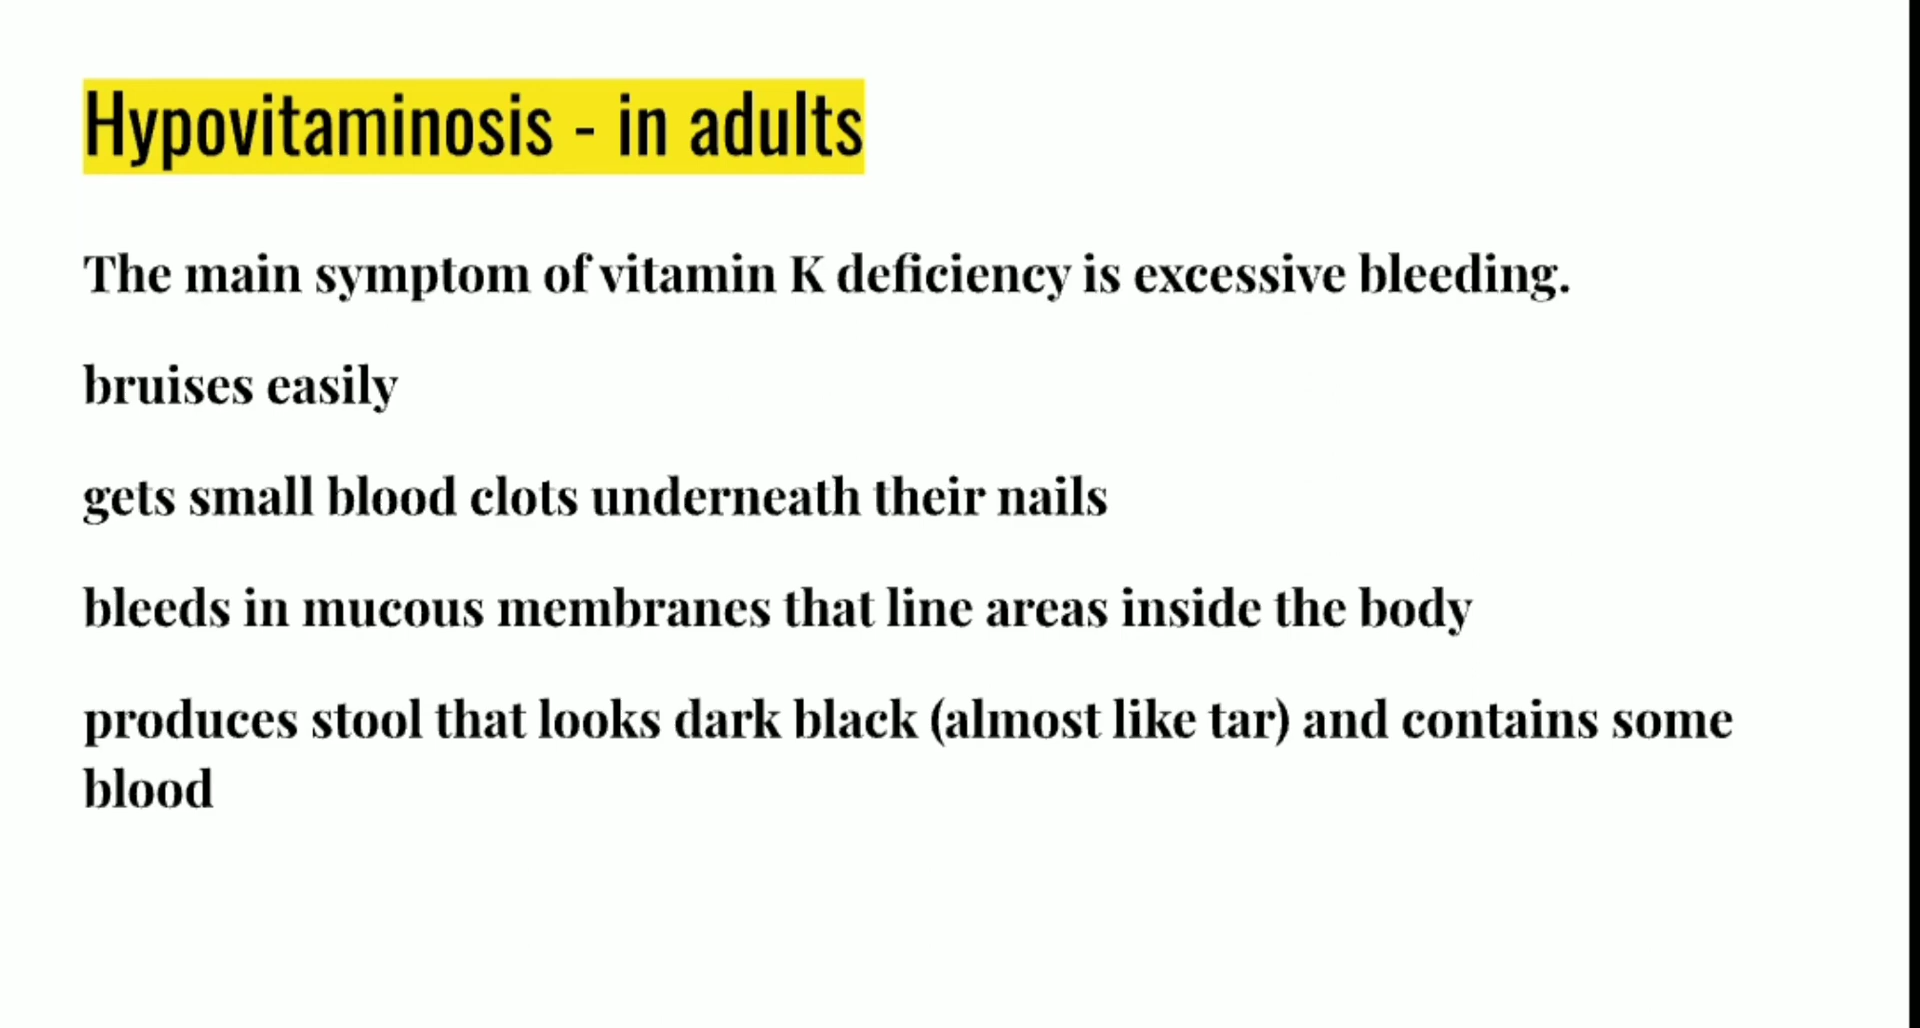 Hypovitaminosis - in adults
The main symptom of vitamin K deficiency is excessive bleeding.
bruises easily
gets small blood clots underneath their nails
bleeds in mucous membranes that line areas inside the body
produces stool that looks dark black (almost like tar) and contains some
blood